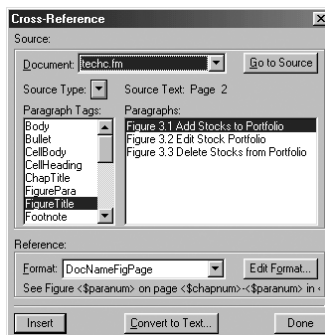 Cross-Reference
Source:
Document: techc.fm Go to Source
Source Type: Source Text: Page 2
Paragraph Tags: Paragraphs:
Body Figure 3.1 Add Stocks to Portfolio
Bullet Figure 3.2 Edit Stock Portfolio
CellBody Figure 3.3 Delete Stocks from Portfolio
CellHeading
ChapTitle
FigurePara
FigureTitle
Footnote
Reference:
Format: DocNameFigPage Edit Format...
See Figure <$paranum> on page <$chapnum>-<$paranum> in
Insert Convert to Text... Done